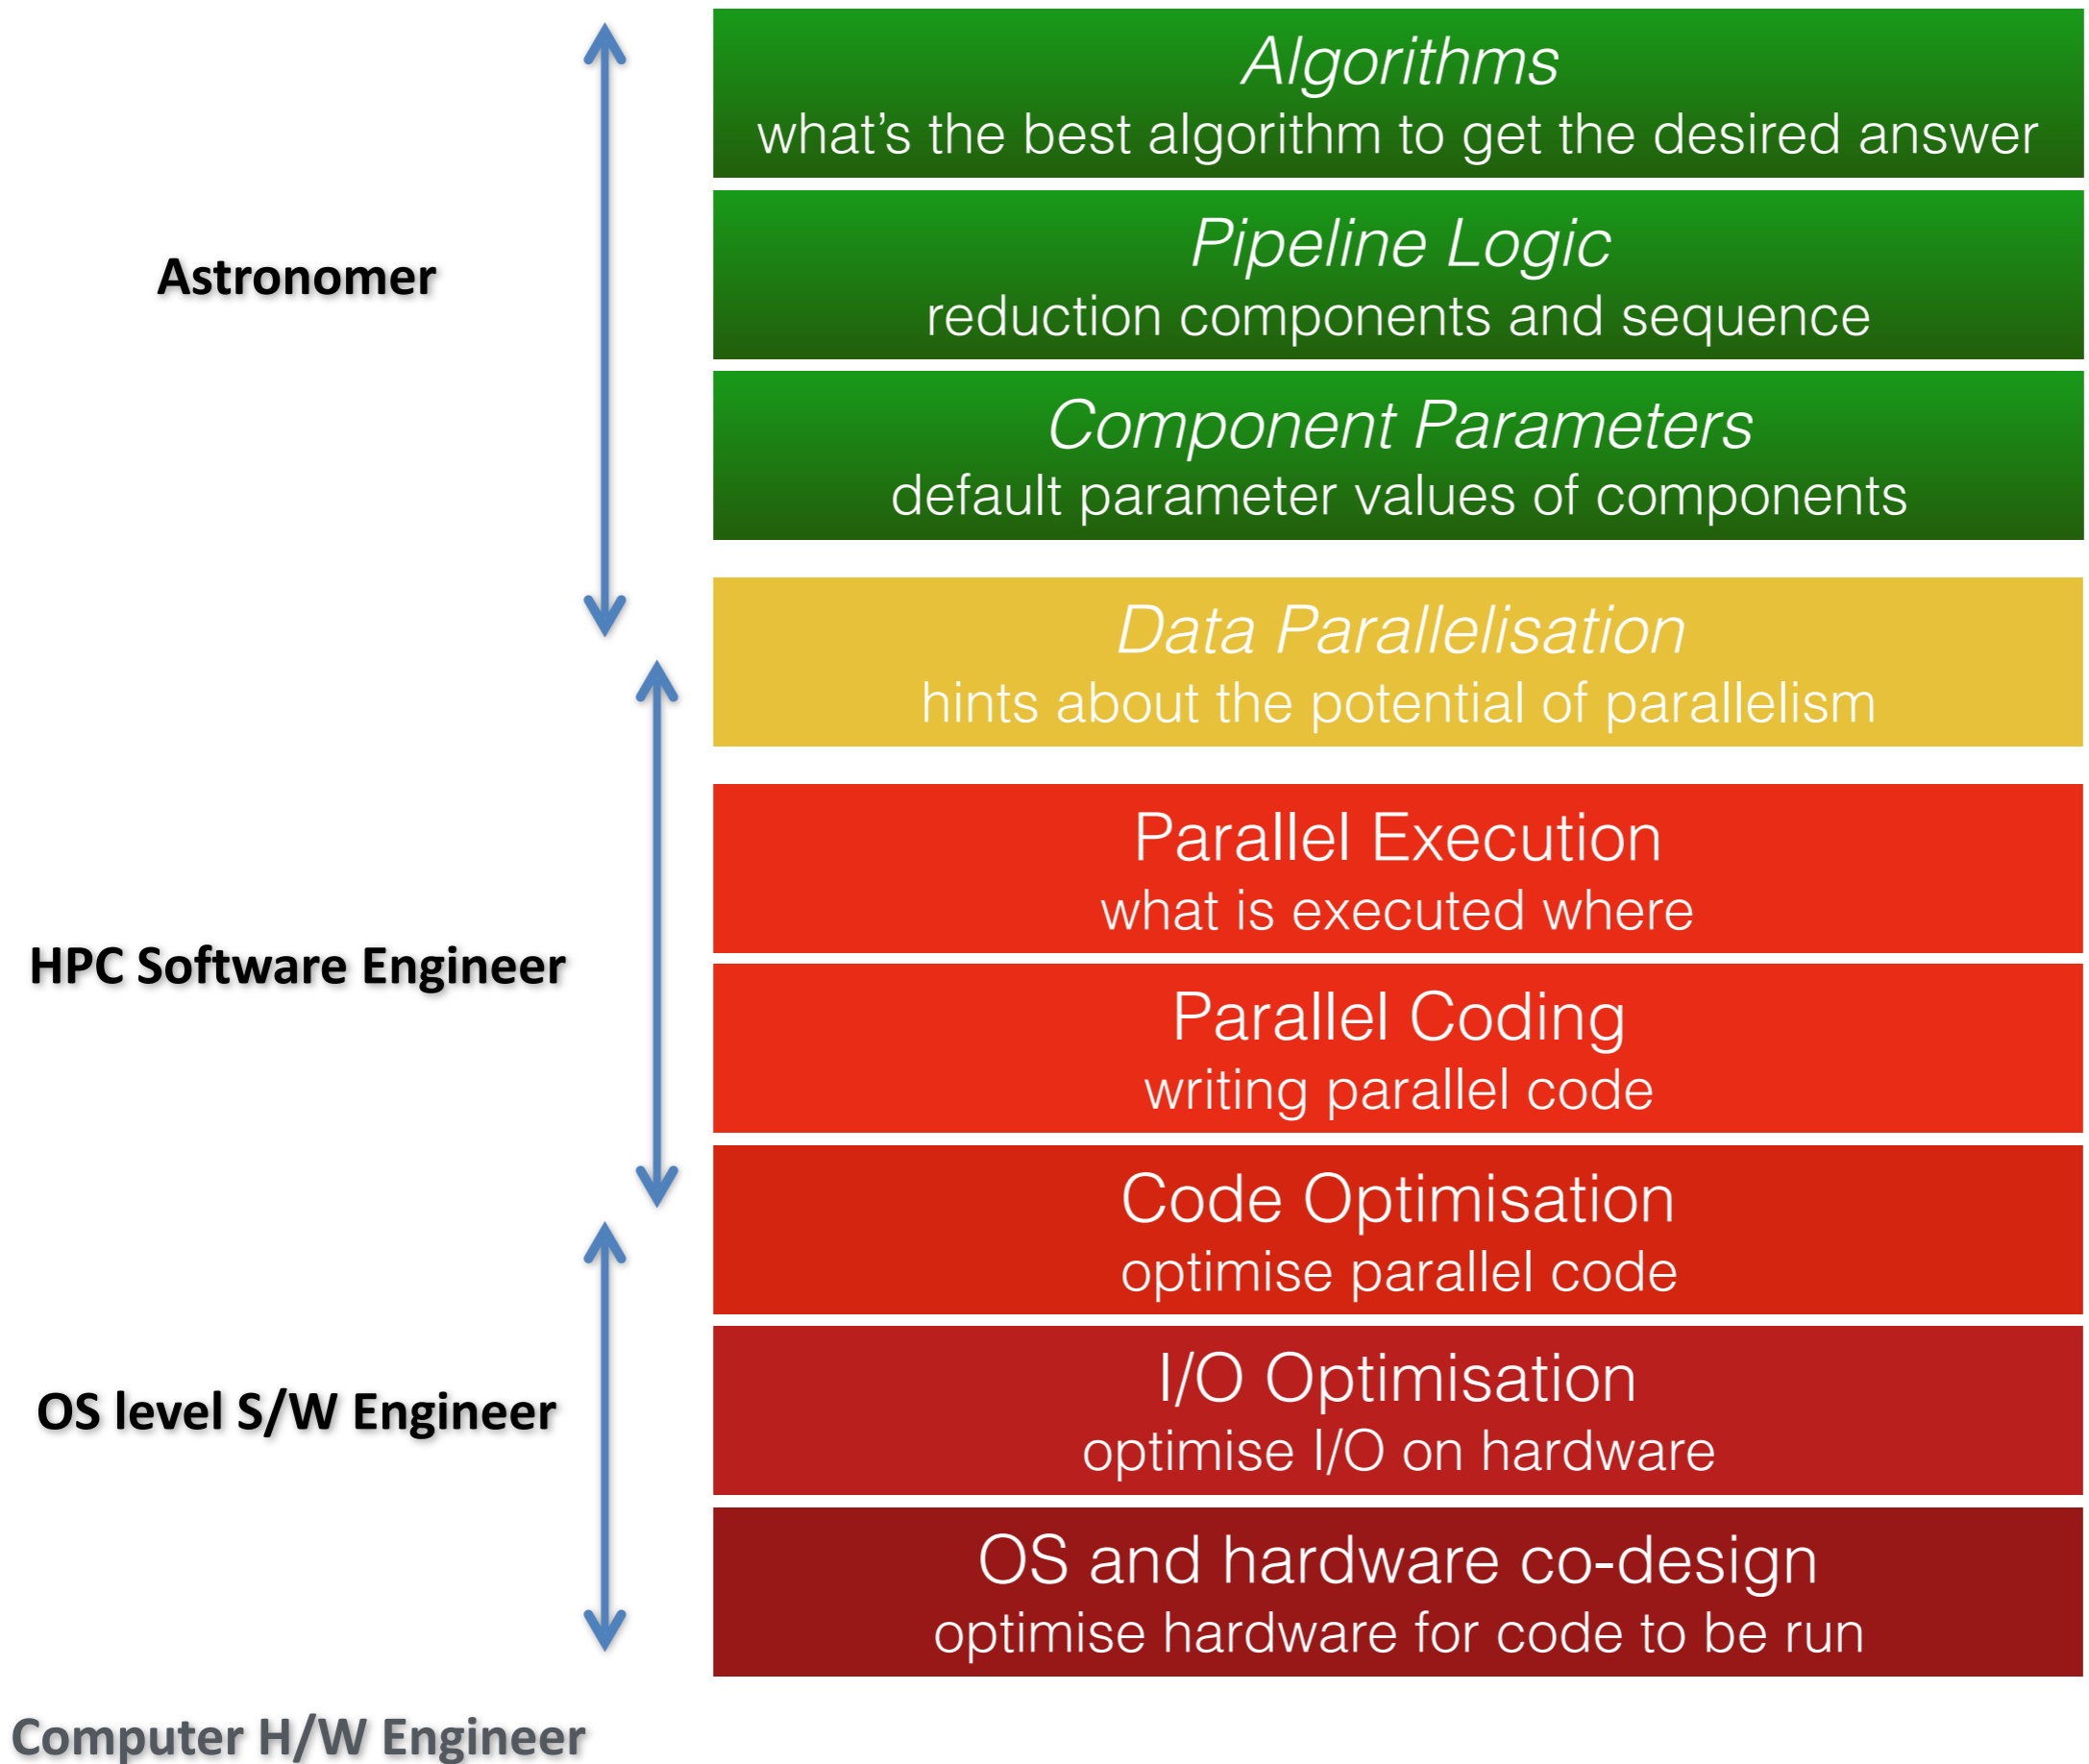 Algorithms
what's the best algorithm to get the desired answer
Pipeline Logic
reduction components and sequence
Astronomer
Component Parameters
default parameter values of components
Data Parallelisation
hints about the potential of parallelism
Parallel Execution
what is executed where
HPC Software Engineer
Parallel Coding
writing parallel code
Code Optimisation
optimise parallel code
I/O Optimisation
optimise I/O on hardware
OS level S/W Engineer
OS and hardware co-design
optimise hardware for code to be run
Computer H/W Engineer